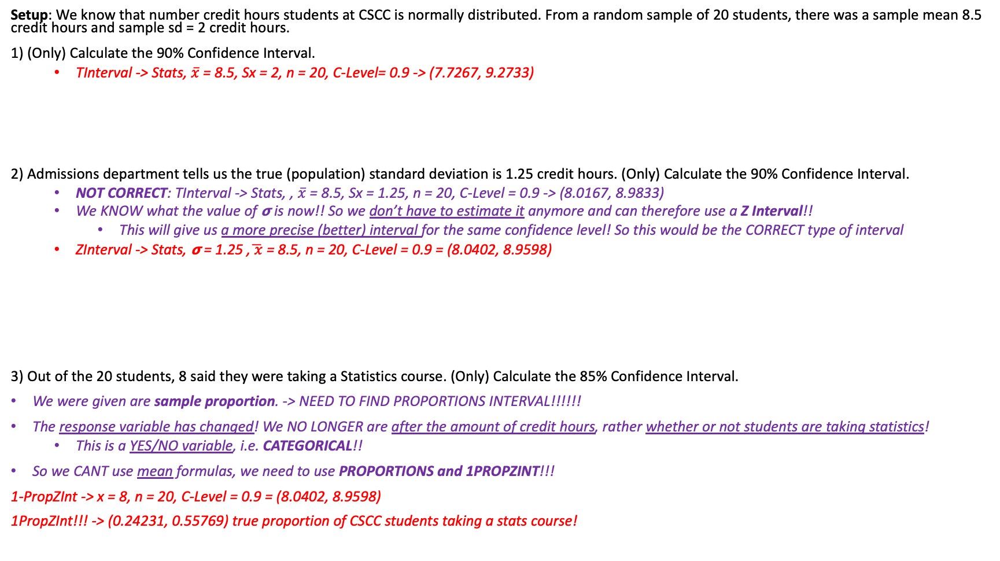 Setup: We know that number credit hours students at CSCC is normally distributed. From a random sample of 20 students, there was a sample mean 8.5
credit hours and sample sd = 2 credit hours.
1) (Only) Calculate the 90% Confidence Interval.
• TInterval -> Stats, x̄ = 8.5, Sx = 2, n = 20, C-Level= 0.9 -> (7.7267, 9.2733)
2) Admissions department tells us the true (population) standard deviation is 1.25 credit hours. (Only) Calculate the 90% Confidence Interval.
• NOT CORRECT: TInterval -> Stats, , x̄ = 8.5, Sx = 1.25, n = 20, C-Level = 0.9 -> (8.0167, 8.9833)
• We KNOW what the value of σ is now!! So we don’t have to estimate it anymore and can therefore use a Z Interval!!
• This will give us a more precise (better) interval for the same confidence level! So this would be the CORRECT type of interval
• ZInterval -> Stats, σ = 1.25 , x̄ = 8.5, n = 20, C-Level = 0.9 = (8.0402, 8.9598)
3) Out of the 20 students, 8 said they were taking a Statistics course. (Only) Calculate the 85% Confidence Interval.
• We were given are sample proportion. -> NEED TO FIND PROPORTIONS INTERVAL!!!!!!
• The response variable has changed! We NO LONGER are after the amount of credit hours, rather whether or not students are taking statistics!
• This is a YES/NO variable, i.e. CATEGORICAL!!
• So we CANT use mean formulas, we need to use PROPORTIONS and 1PROPZINT!!!
1-PropZInt -> x = 8, n = 20, C-Level = 0.9 = (8.0402, 8.9598)
1PropZInt!!! -> (0.24231, 0.55769) true proportion of CSCC students taking a stats course!